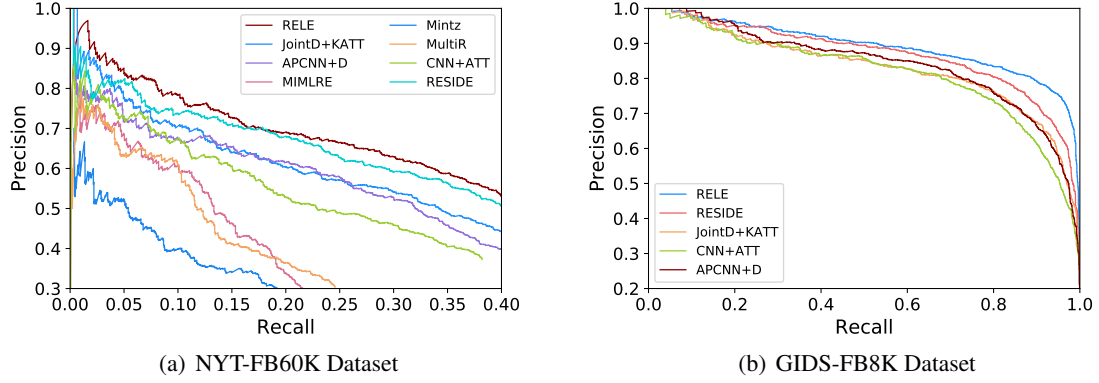 1.0
0.9
0.8
0.7
0.6
0.5
0.4
0.3
Precision
0.00 0.05 0.10 0.15 0.20 0.25 0.30 0.35 0.40
Recall
RELE Mintz
JointD+KATT MultiR
APCNN+D CNN+ATT
MIMLRE RESIDE
(a) NYT-FB60K Dataset
1.0
0.9
0.8
0.7
0.6
0.5
0.4
0.3
0.2
Precision
0.0 0.2 0.4 0.6 0.8 1.0
Recall
RELE
RESIDE
JointD+KATT
CNN+ATT
APCNN+D
(b) GIDS-FB8K Dataset